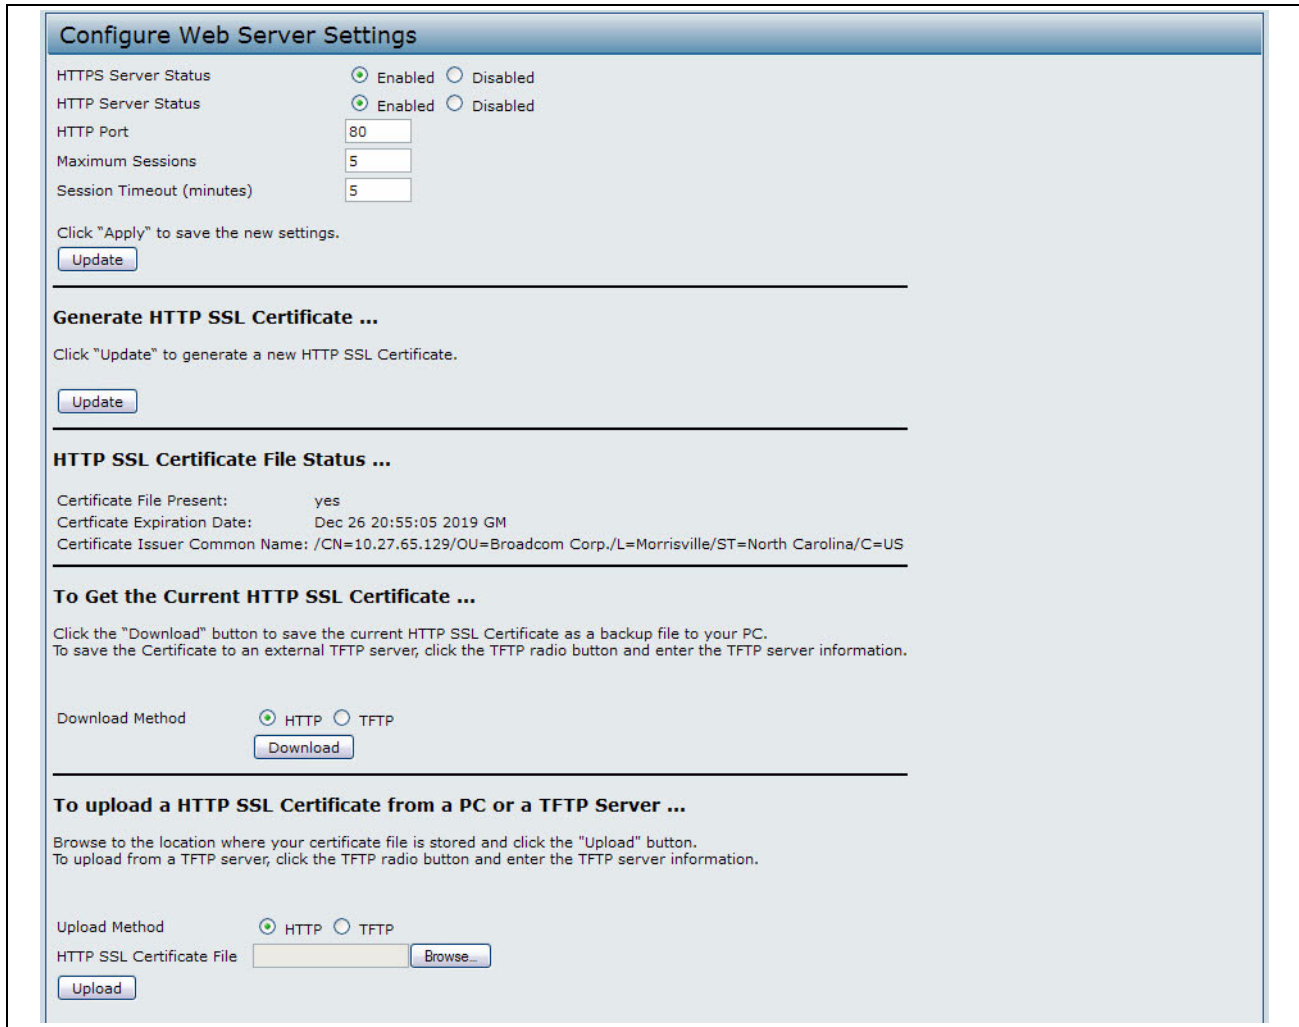 Configure Web Server Settings
HTTPS Server Status Enabled Disabled
HTTP Server Status Enabled Disabled
HTTP Port 80
Maximum Sessions 5
Session Timeout (minutes) 5
Click "Apply" to save the new settings.
Update
Generate HTTP SSL Certificate ...
Click "Update" to generate a new HTTP SSL Certificate.
Update
HTTP SSL Certificate File Status ...
Certificate File Present: yes
Certficate Expiration Date: Dec 26 20:55:05 2019 GM
Certificate Issuer Common Name: /CN=10.27.65.129/OU=Broadcom Corp./L=Morrisville/ST=North Carolina/C=US
To Get the Current HTTP SSL Certificate ...
Click the "Download" button to save the current HTTP SSL Certificate as a backup file to your PC.
To save the Certificate to an external TFTP server, click the TFTP radio button and enter the TFTP server information.
Download Method HTTP TFTP
Download
To upload a HTTP SSL Certificate from a PC or a TFTP Server ...
Browse to the location where your certificate file is stored and click the "Upload" button.
To upload from a TFTP server, click the TFTP radio button and enter the TFTP server information.
Upload Method HTTP TFTP
HTTP SSL Certificate File Browse...
Upload